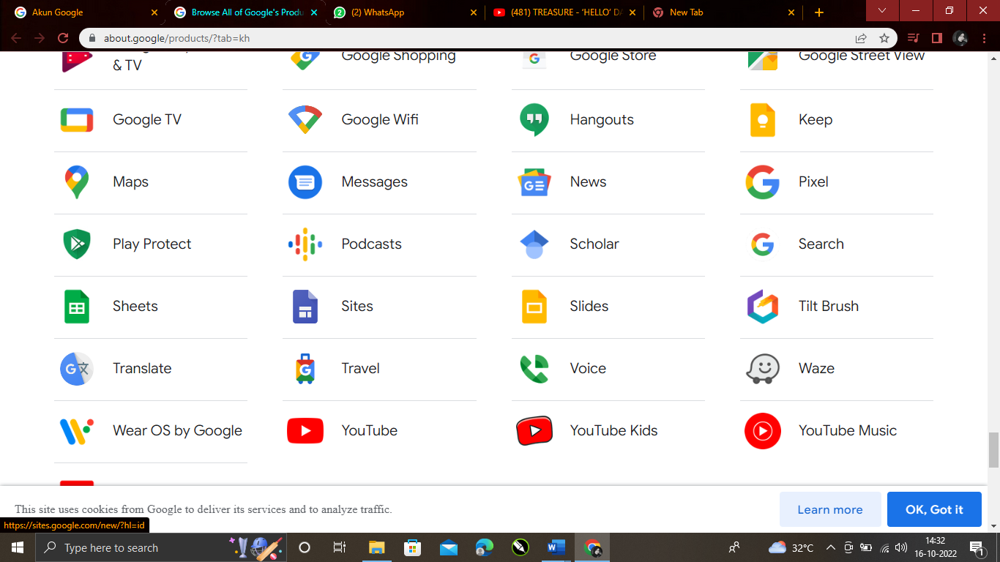 Akun Google
Browse All of Google's Produ
(2) WhatsApp
(481) TREASURE - 'HELLO' DA
New Tab
about.google/products/?tab=kh
& TV
Google Shopping
Google Store
Google Street View
Google TV
Google Wifi
Hangouts
Keep
Maps
Messages
News
Pixel
Play Protect
Podcasts
Scholar
Search
Sheets
Sites
Slides
Tilt Brush
Translate
Travel
Voice
Waze
Wear OS by Google
YouTube
YouTube Kids
YouTube Music
This site uses cookies from Google to deliver its services and to analyze traffic.
Learn more
OK, Got it
https://sites.google.com/new/?hl=id
Type here to search
32°C
14:32
16-10-2022
1